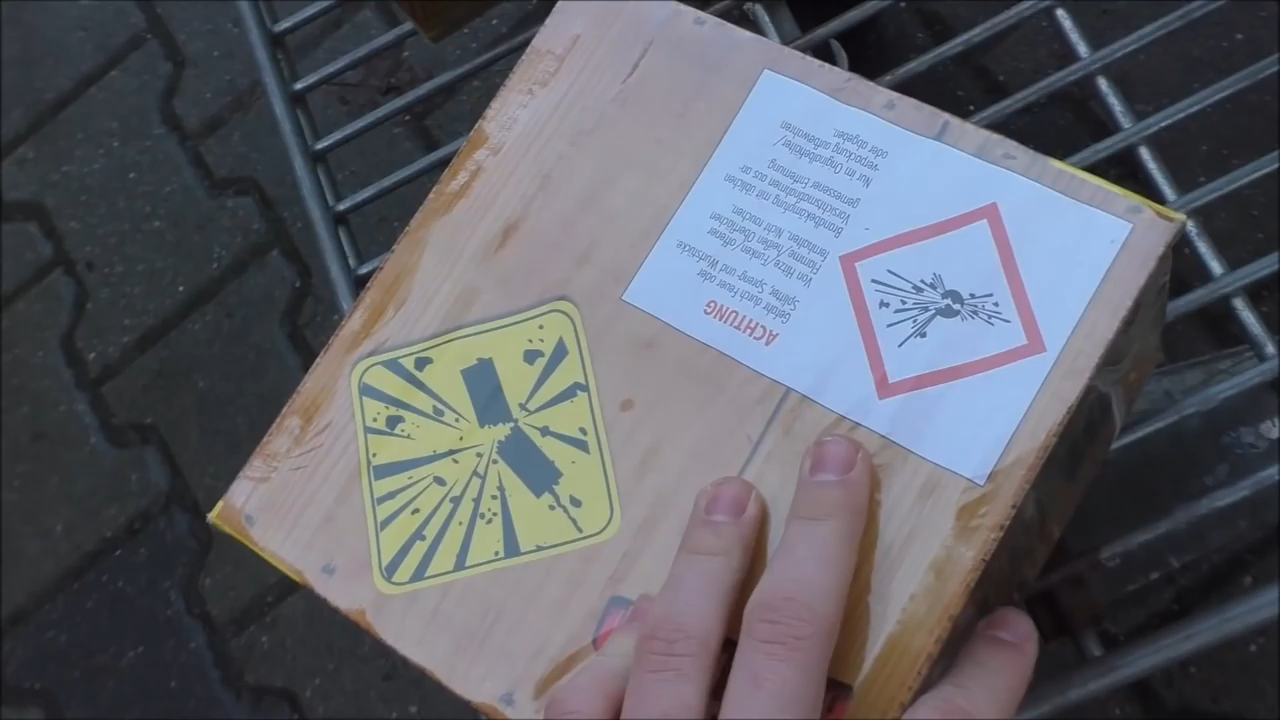 ACHTUNG
Gefahr durch Feuer oder
Splitter, Spreng- und Wurfstücke.
Von Hitze/ Funken/ offener
Flamme/ heißen Oberflächen
fernhalten. Nicht rauchen.
Brandbekämpfung mit üblichen
Vorsichtsmaßnahmen aus an-
gemessener Entfernung.
Nur im Originalbehälter/
-verpackung aufbewahren
oder abgeben.